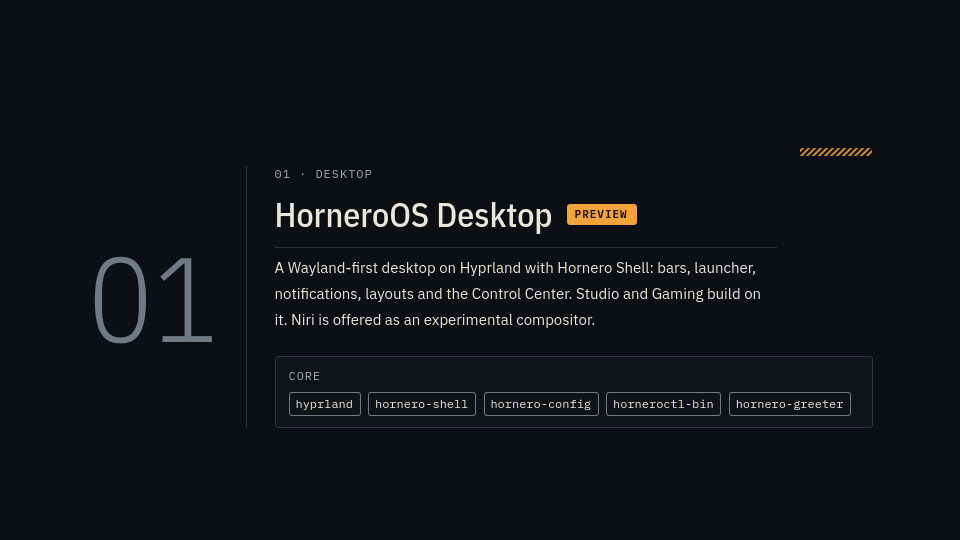 01
01 · DESKTOP
HorneroOS Desktop PREVIEW
A Wayland-first desktop on Hyprland with Hornero Shell: bars, launcher,
notifications, layouts and the Control Center. Studio and Gaming build on
it. Niri is offered as an experimental compositor.
CORE
hyprland hornero-shell hornero-config horneroctl-bin hornero-greeter